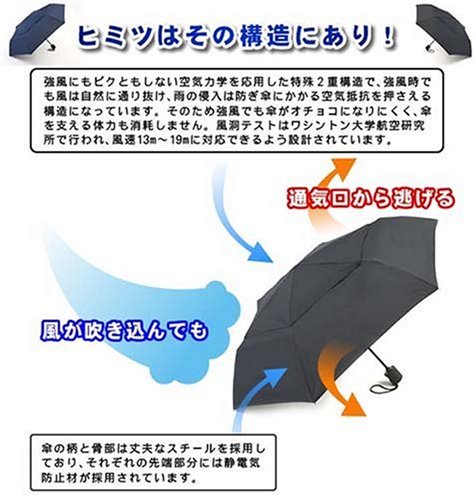 ヒミツはその構造にあり！
強風にもビクともしない空気力学を応用した特殊２重構造で、強風時で
も風は自然に通り抜け、雨の侵入は防ぎ傘にかかる空気抵抗を押さえる
構造になっています。そのため強風でも傘がオチョコになりにくく、傘
を支える体力も消耗しません。風洞テストはワシントン大学航空研究
所で行われ、風速13m～19mに対応できるよう設計されています。
通気口から逃げる
風が吹き込んでも
傘の柄と骨部は丈夫なスチールを採用し
ており、それぞれの先端部分には静電気
防止材が採用されています。